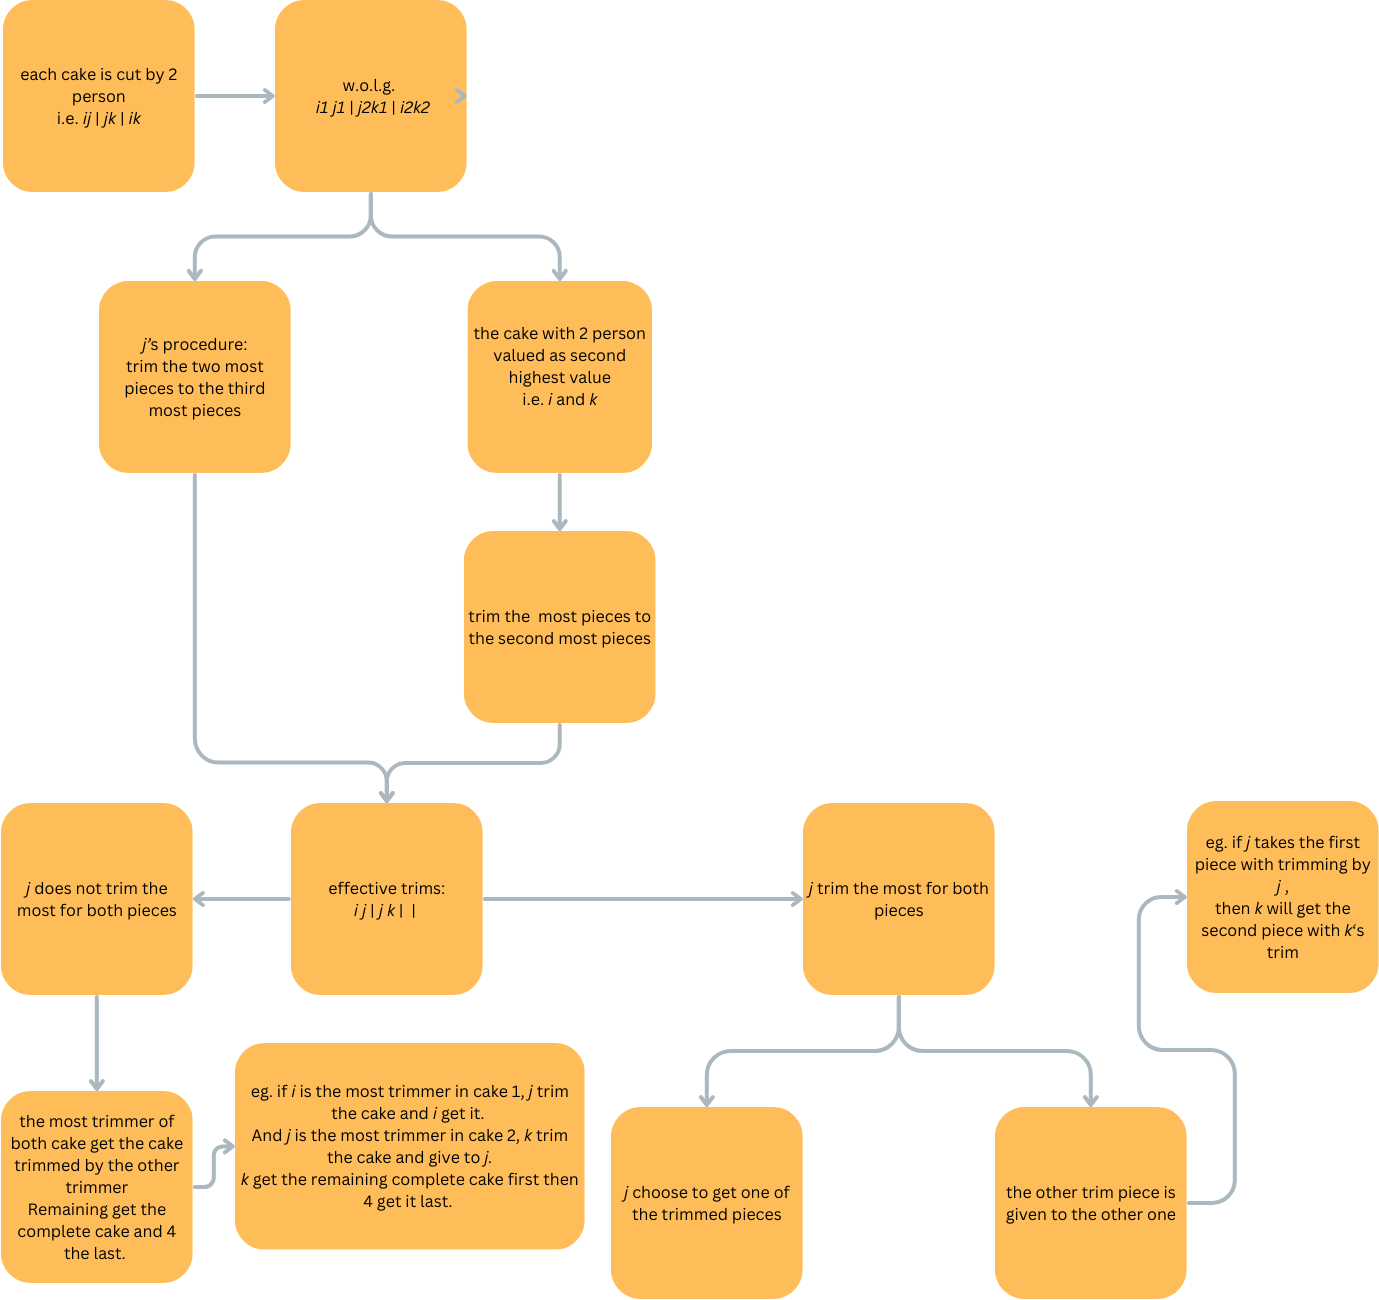 each cake is cut by 2
person
i.e. ij | jk | ik
w.o.l.g.
i1 j1 | j2k1 | i2k2
j’s procedure:
trim the two most
pieces to the third
most pieces
the cake with 2 person
valued as second
highest value
i.e. i and k
trim the  most pieces to
the second most pieces
j does not trim the
most for both pieces
effective trims:
i j | j k |  |
j trim the most for both
pieces
eg. if j takes the first
piece with trimming by
j ,
then k will get the
second piece with k‘s
trim
the most trimmer of
both cake get the cake
trimmed by the other
trimmer
Remaining get the
complete cake and 4
the last.
eg. if i is the most trimmer in cake 1, j trim
the cake and i get it.
And j is the most trimmer in cake 2, k trim
the cake and give to j.
k get the remaining complete cake first then
4 get it last.
j choose to get one of
the trimmed pieces
the other trim piece is
given to the other one